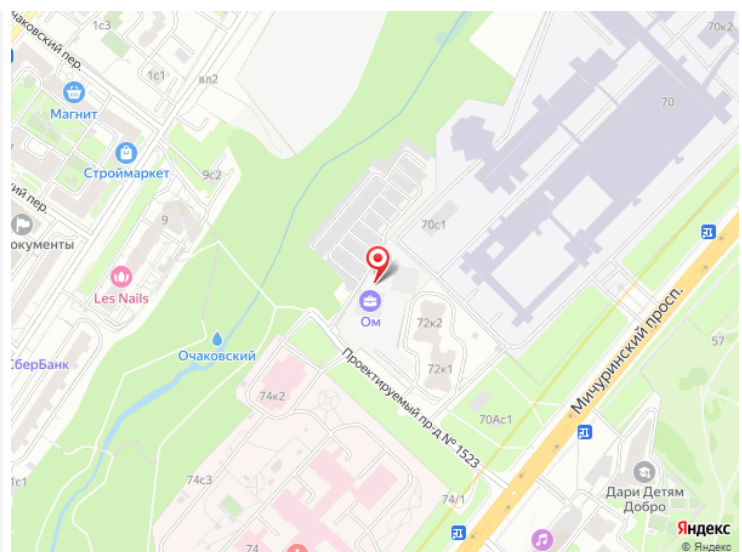 Очаковский пер.
1с1
вл2
70к2
Магнит
70
Строймаркет
9с2
кий пер.
9
70с1
окументы
Les Nails
Мичуринский просп.
Ом
72к2
57
Очаковский
СберБанк
72к1
Проектируемый пр-д № 1523
74к2
70Ас1
74с3
Дари Детям
Добро
74/1
1с1
74
Яндекс
© Яндекс